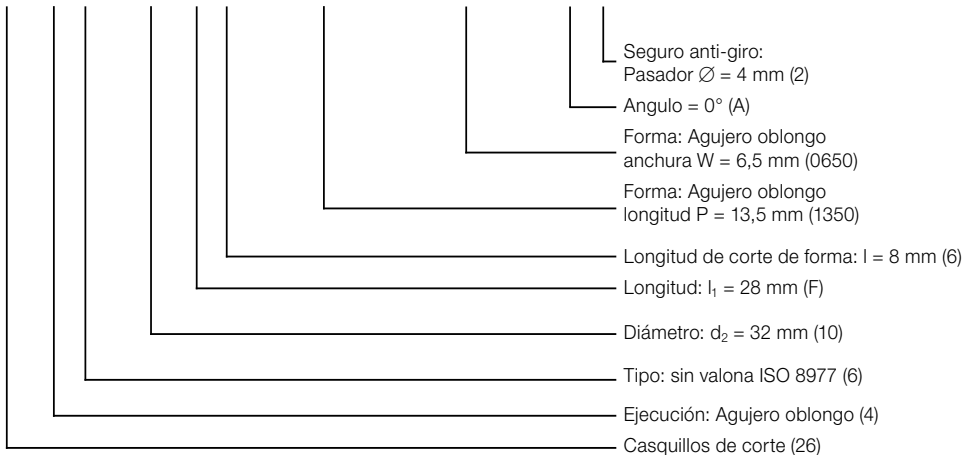 Seguro anti-giro:
Pasador ∅ = 4 mm (2)
Angulo = 0° (A)
Forma: Agujero oblongo
anchura W = 6,5 mm (0650)
Forma: Agujero oblongo
longitud P = 13,5 mm (1350)
Longitud de corte de forma: l = 8 mm (6)
Longitud: l₁ = 28 mm (F)
Diámetro: d₂ = 32 mm (10)
Tipo: sin valona ISO 8977 (6)
Ejecución: Agujero oblongo (4)
Casquillos de corte (26)